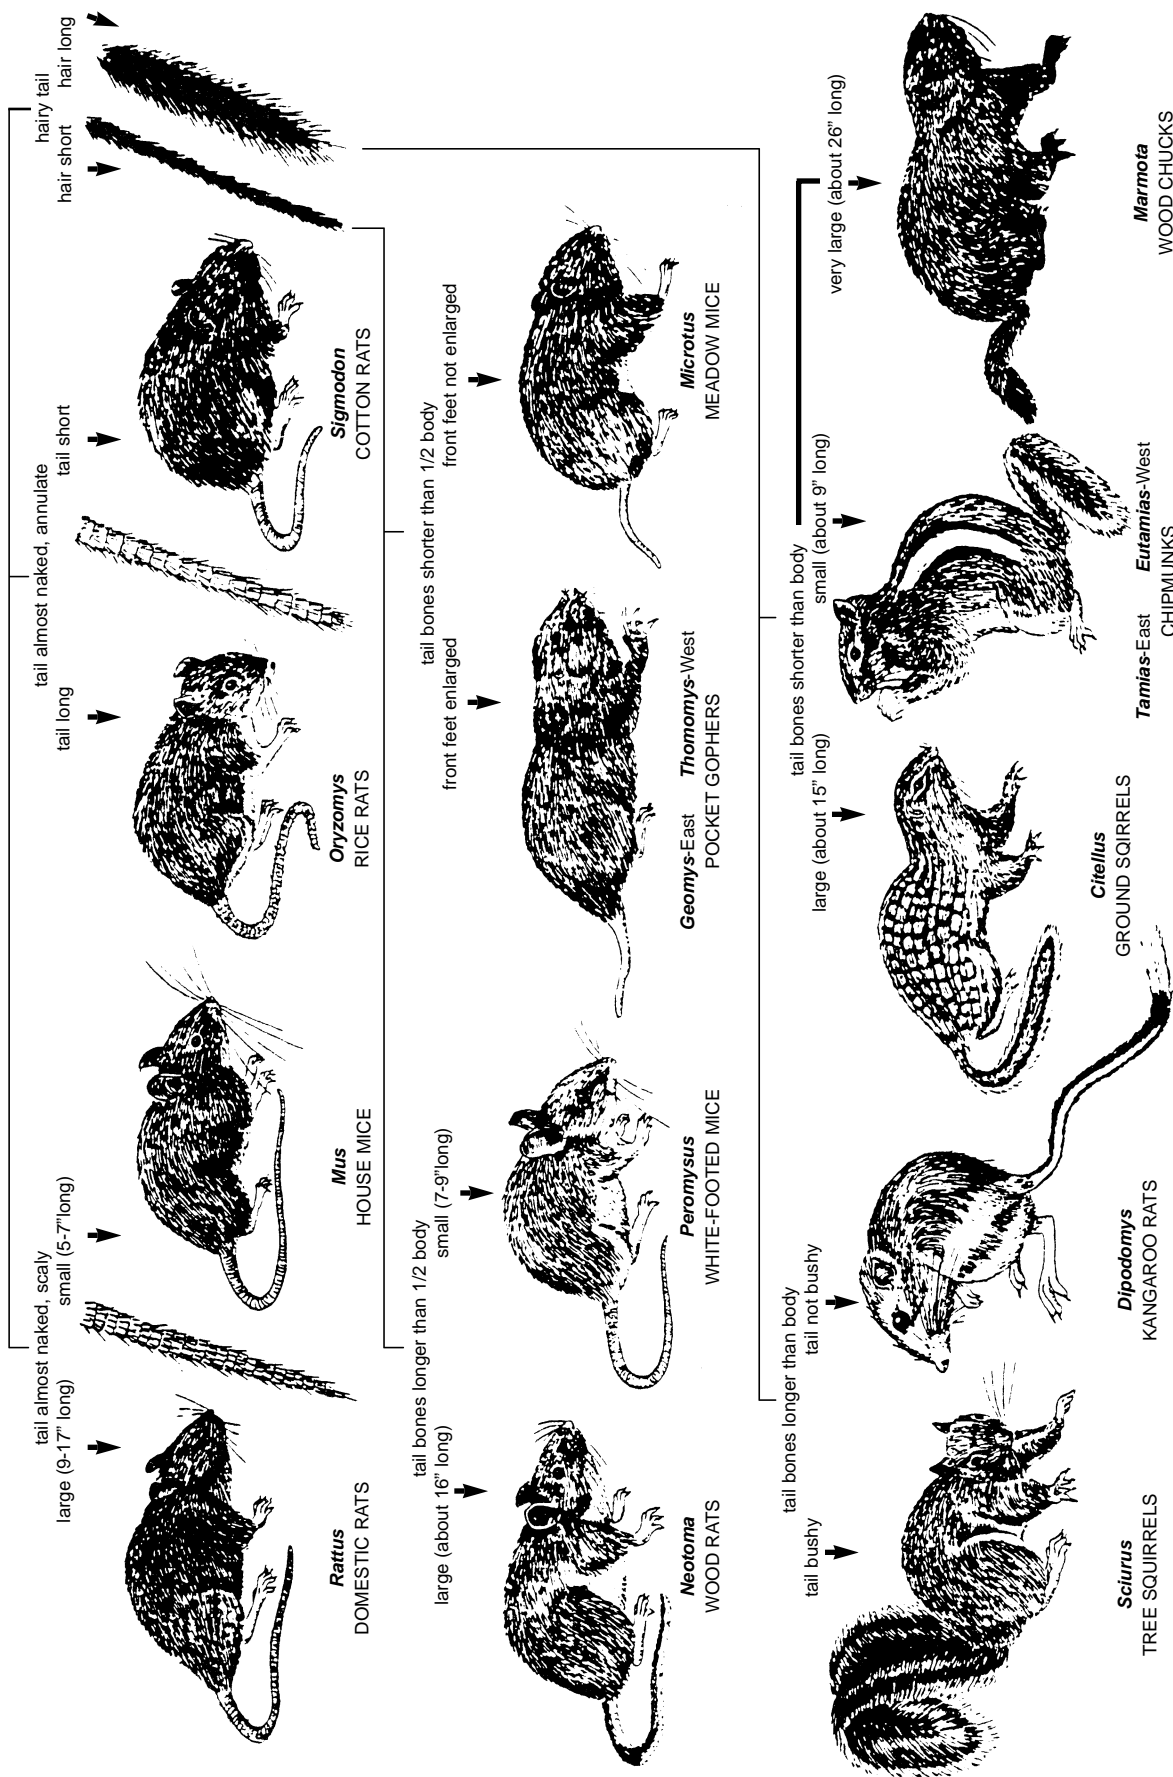 tail almost naked, scaly
large (9-17” long)
small (5-7”long)
tail almost naked, annulate
tail long
tail short
hairy tail
hair short
hair long
Rattus
DOMESTIC RATS
Mus
HOUSE MICE
Oryzomys
RICE RATS
Sigmodon
COTTON RATS
tail bones longer than 1/2 body
large (about 16” long)
small (7-9”long)
tail bones shorter than 1/2 body
front feet enlarged
front feet not enlarged
Neotoma
WOOD RATS
Peromysus
WHITE-FOOTED MICE
Geomys-East Thomomys-West
POCKET GOPHERS
Microtus
MEADOW MICE
tail bones longer than body
tail bushy
tail not bushy
tail bones shorter than body
large (about 15” long)
small (about 9” long)
very large (about 26” long)
Sciurus
TREE SQUIRRELS
Dipodomys
KANGAROO RATS
Citellus
GROUND SQIRRELS
Tamias-East Eutamias-West
CHIPMUNKS
Marmota
WOOD CHUCKS